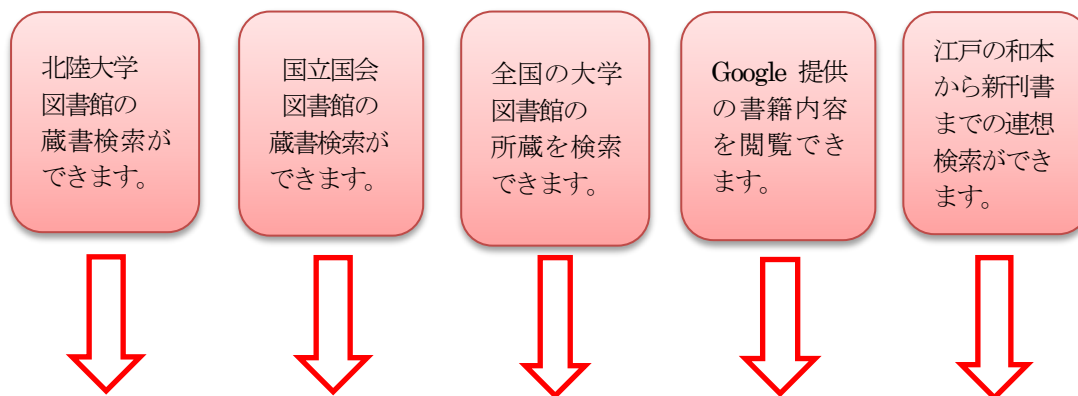 北陸大学
図書館の
蔵書検索が
できます。
国立国会
図書館の
蔵書検索が
できます。
全国の大学
図書館の
所蔵を検索
できます。
Google 提供
の書籍内容
を閲覧でき
ます。
江戸の和本
から新刊書
までの連想
検索ができ
ます。